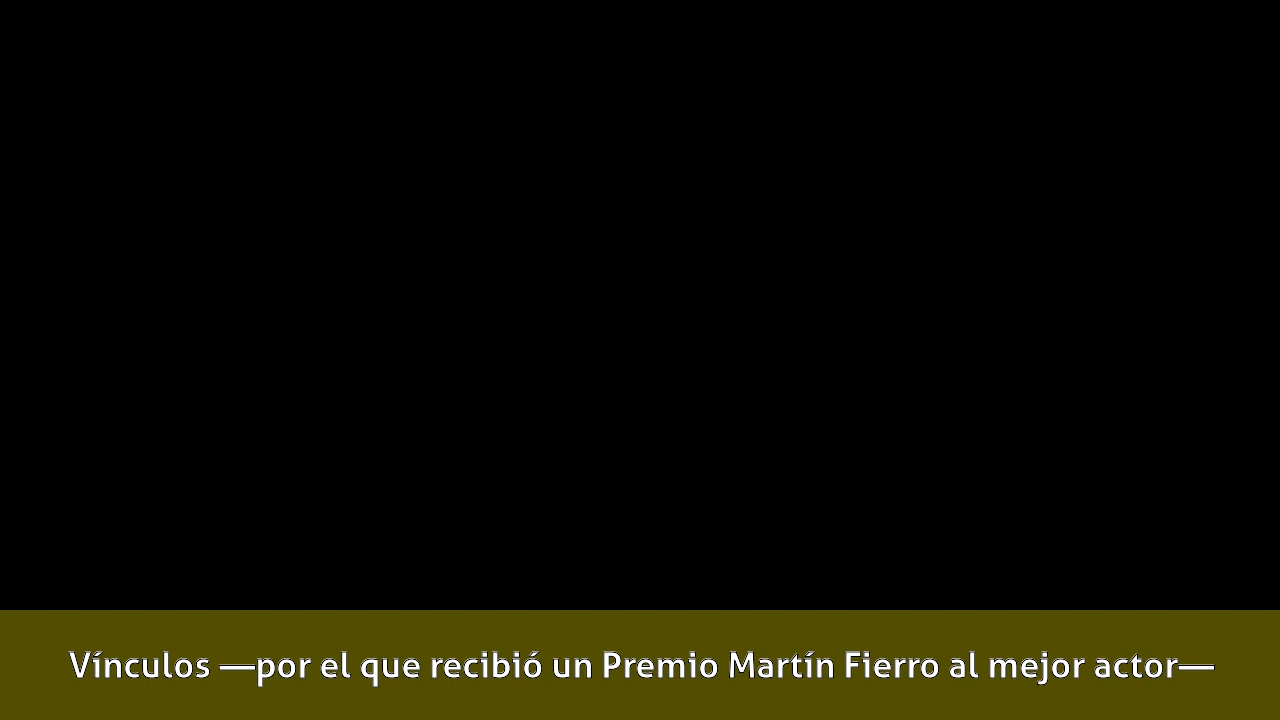 Vínculos —por el que recibió un Premio Martín Fierro al mejor actor—